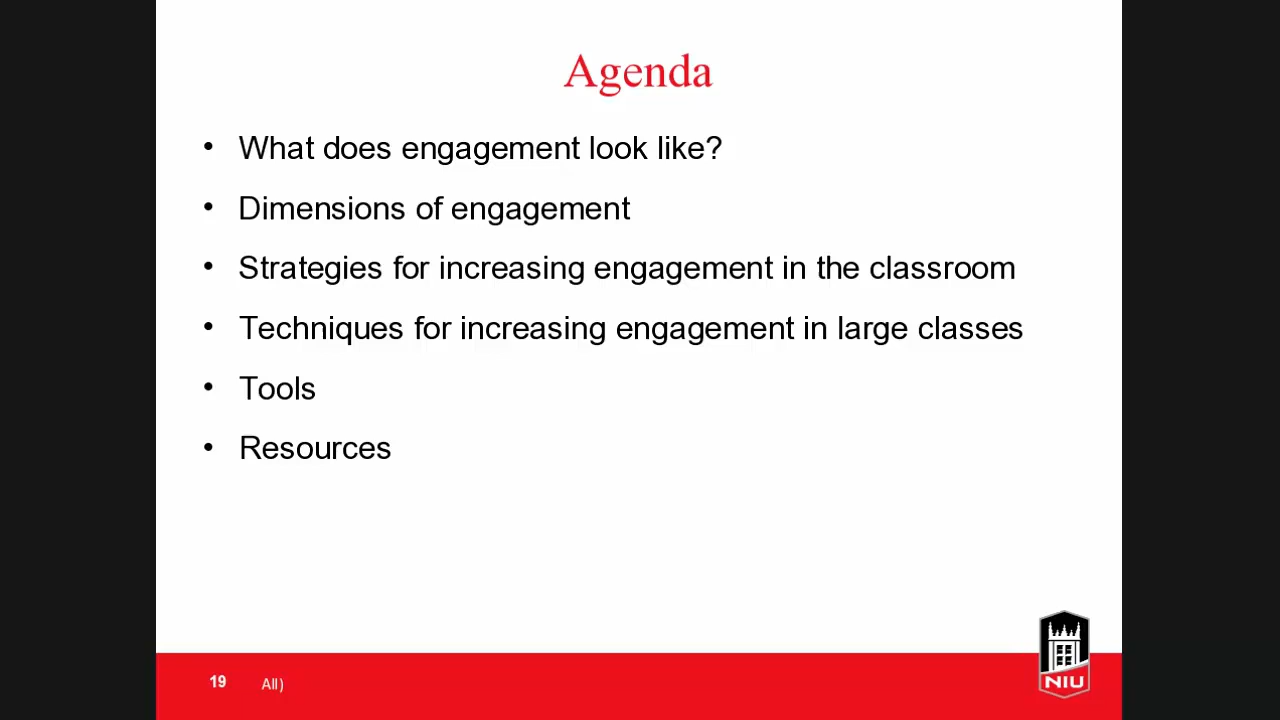 Agenda
• What does engagement look like?
• Dimensions of engagement
• Strategies for increasing engagement in the classroom
• Techniques for increasing engagement in large classes
• Tools
• Resources
19 All)
NIU